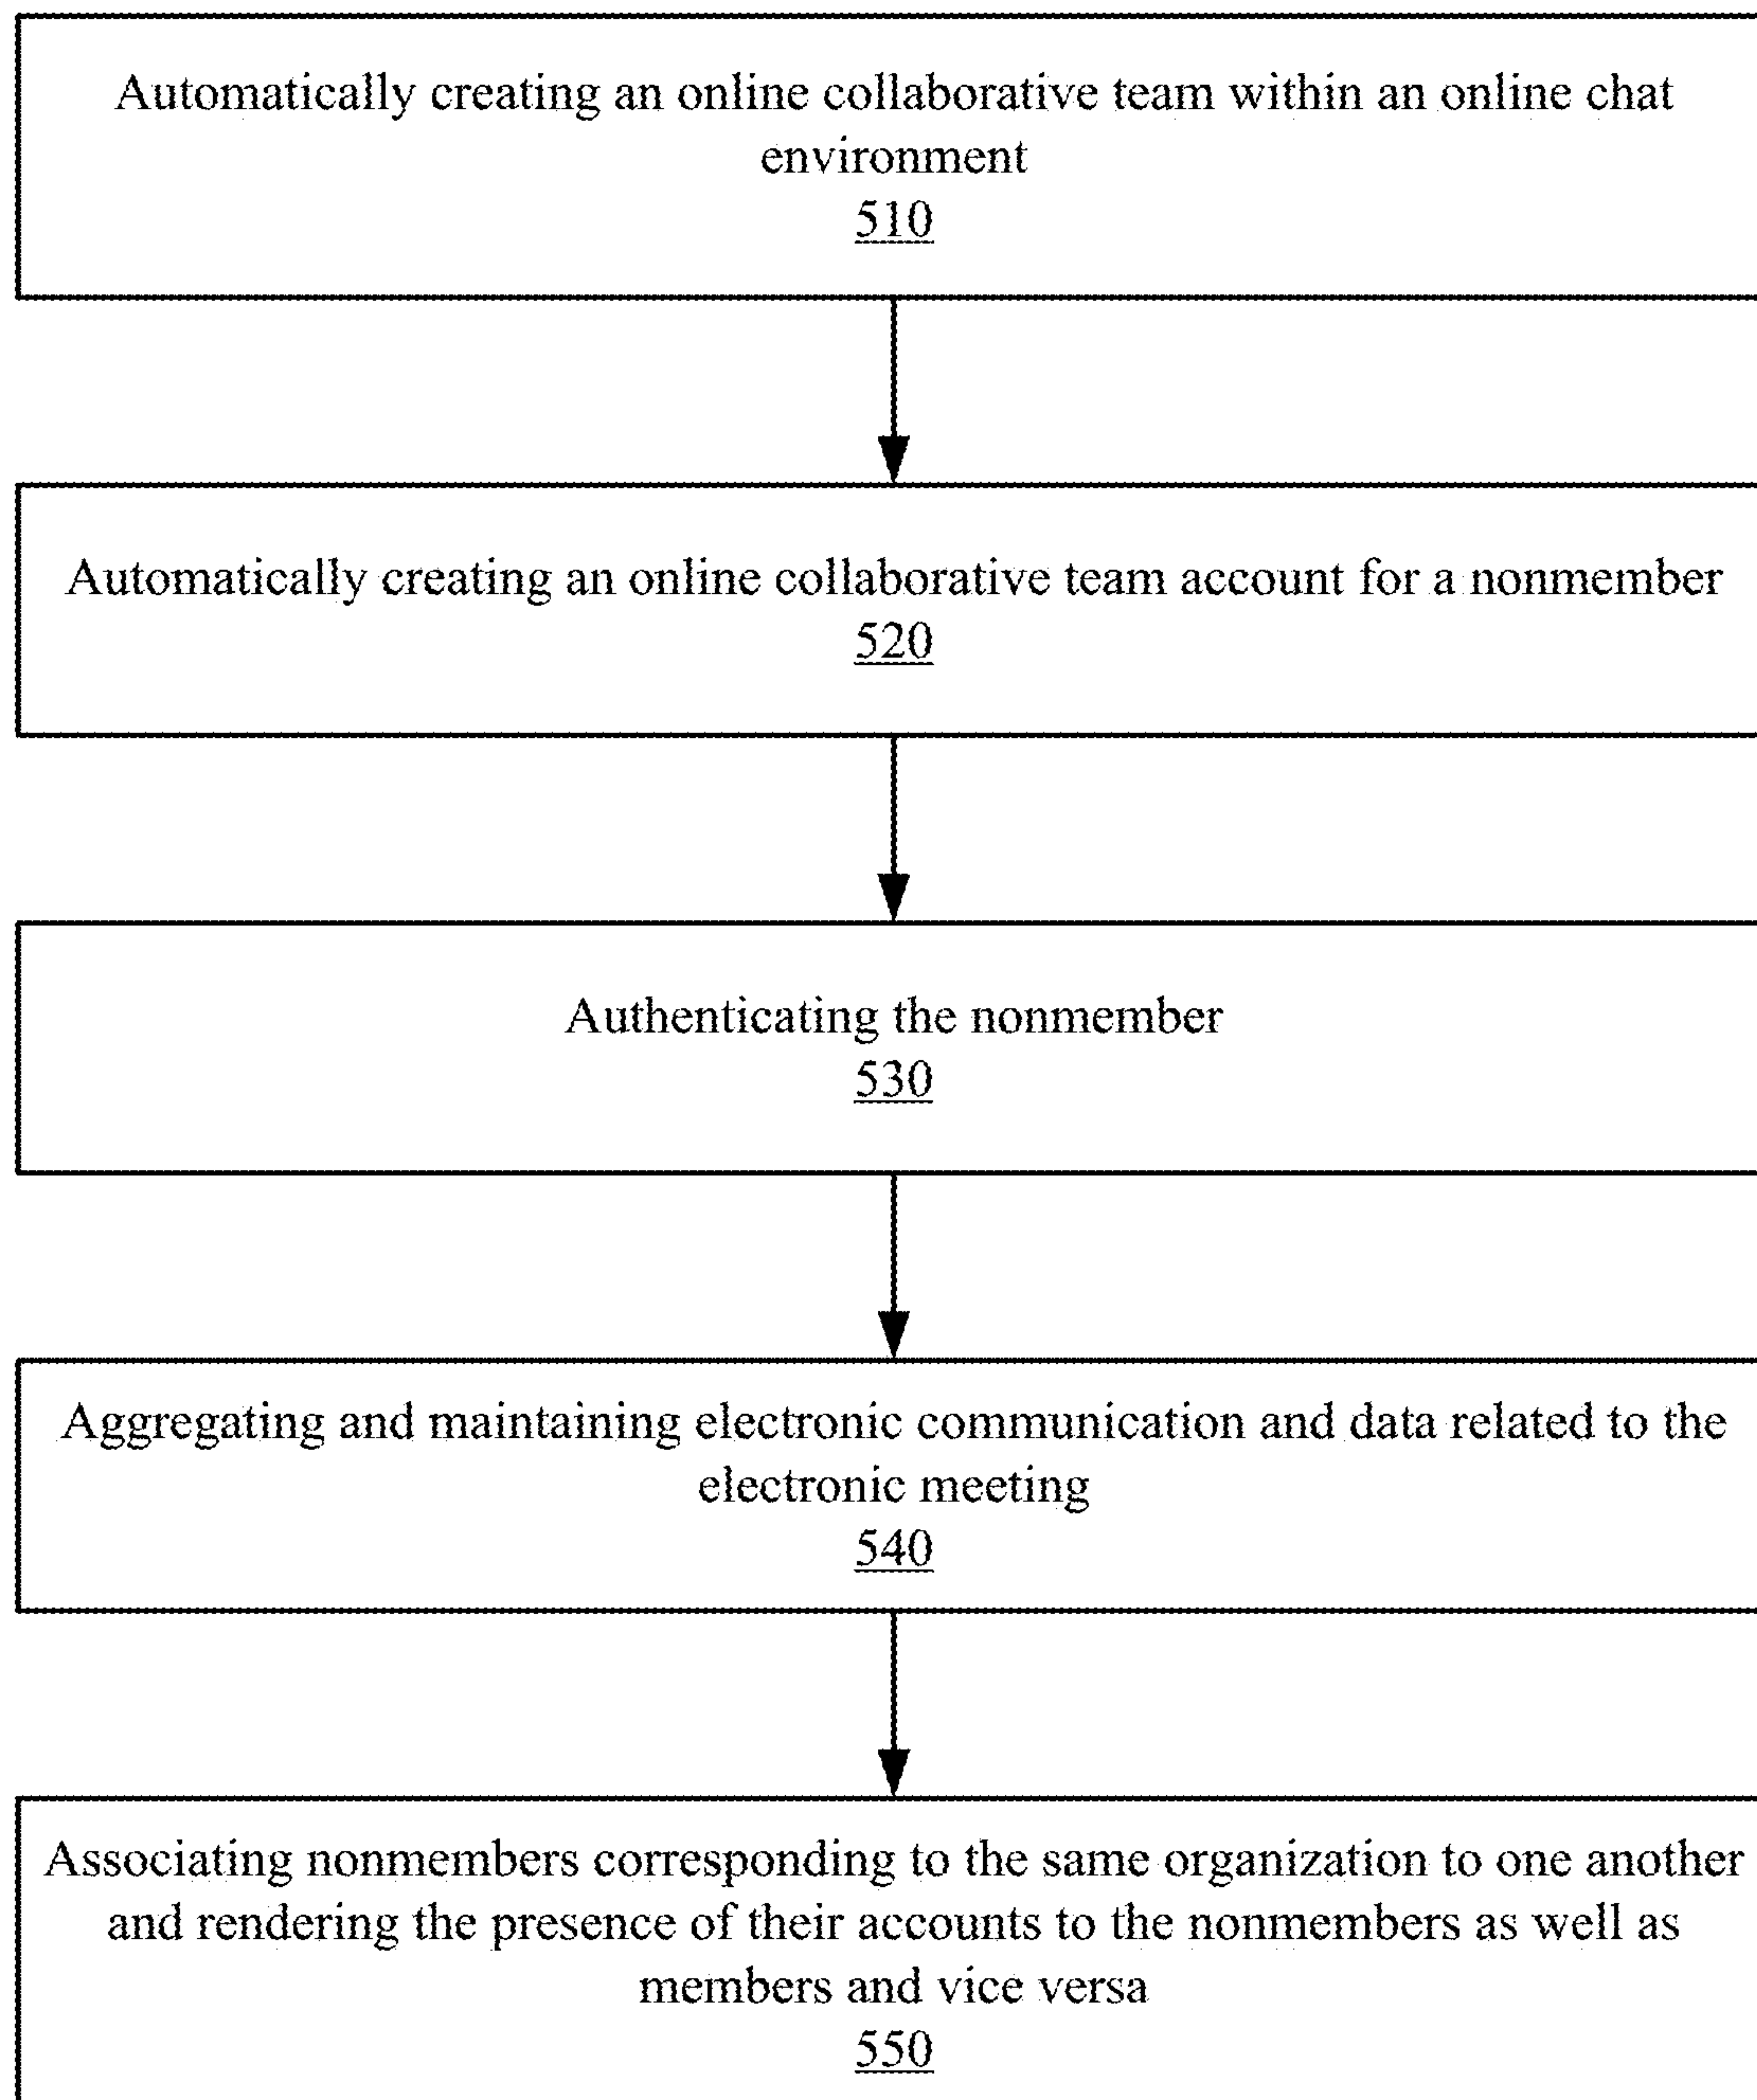 Automatically creating an online collaborative team within an online chat
environment
510
Automatically creating an online collaborative team account for a nonmember
520
Authenticating the nonmember
530
Aggregating and maintaining electronic communication and data related to the
electronic meeting
540
Associating nonmembers corresponding to the same organization to one another
and rendering the presence of their accounts to the nonmembers as well as
members and vice versa
550